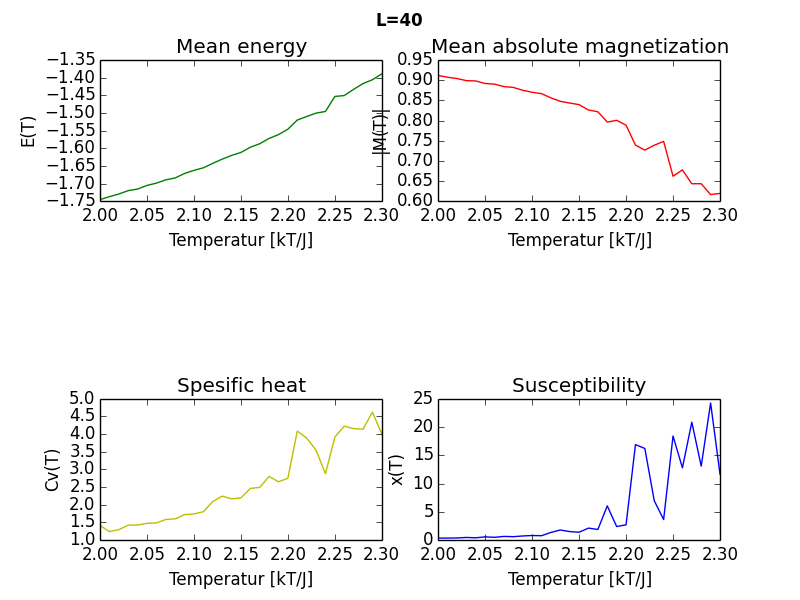 L=40
Mean energy
E(T)
−1.35
−1.40
−1.45
−1.50
−1.55
−1.60
−1.65
−1.70
−1.75
2.00 2.05 2.10 2.15 2.20 2.25 2.30
Temperatur [kT/J]
Mean absolute magnetization
|M(T)|
0.95
0.90
0.85
0.80
0.75
0.70
0.65
0.60
2.00 2.05 2.10 2.15 2.20 2.25 2.30
Temperatur [kT/J]
Spesific heat
Cv(T)
5.0
4.5
4.0
3.5
3.0
2.5
2.0
1.5
1.0
2.00 2.05 2.10 2.15 2.20 2.25 2.30
Temperatur [kT/J]
Susceptibility
x(T)
25
20
15
10
5
0
2.00 2.05 2.10 2.15 2.20 2.25 2.30
Temperatur [kT/J]